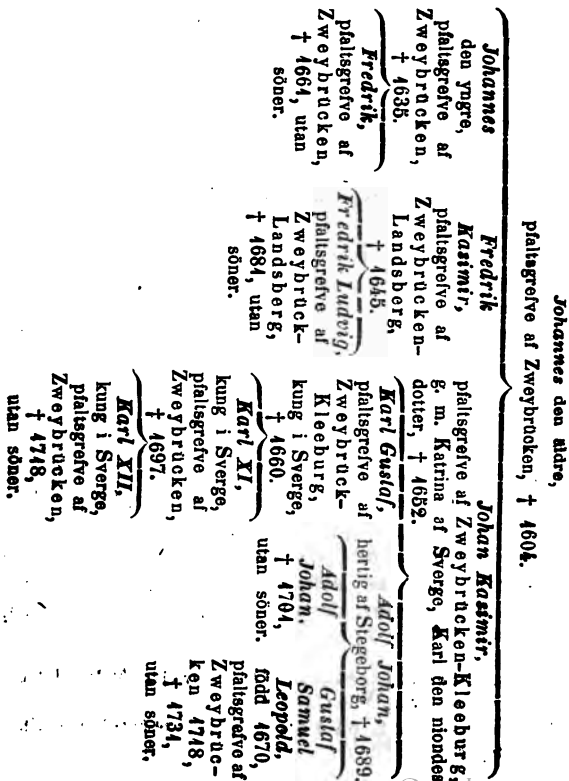 Johannes den äldre,
pfaltsgrefve af Zweybrücken, † 1604.
Johannes
den yngre,
pfaltsgrefve af
Zweybrücken,
† 1635.
Fredrik,
pfaltsgrefve af
Zweybrücken,
† 1661, utan
söner.
Fredrik
Kasimir,
pfaltsgrefve af
Zweybrücken-
Landsberg,
† 1645.
Fredrik Ludvig,
pfaltsgrefve af
Zweybrück-
Landsberg,
† 1681, utan
söner.
Johan Kasimir,
pfaltsgrefve af Zweybrücken-Kleeburg,
g. m. Katrina af Sverge, Karl den niondes
dotter, † 1652.
Karl Gustaf,
pfaltsgrefve af
Zweybrück-
Kleeburg,
kung i Sverge,
† 1660.
Karl XI,
kung i Sverge,
pfaltsgrefve af
Zweybrücken,
† 1697.
Karl XII,
kung i Sverge,
pfaltsgrefve af
Zweybrücken,
† 1718,
utan söner.
Adolf Johan,
hertig af Stegeborg, † 1689.
Adolf
Johan.
† 1701,
utan söner.
Gustaf
Samuel
Leopold,
född 1670,
pfaltsgrefve af
Zweybrüc-
ken 1718,
† 1731,
utan söner.